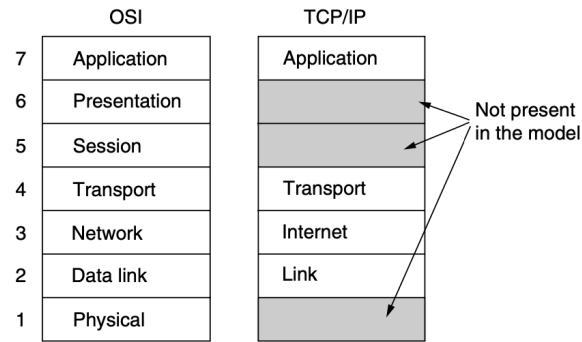 OSI TCP/IP
7 Application Application
6 Presentation
Not present
in the model
5 Session
4 Transport Transport
3 Network Internet
2 Data link Link
1 Physical